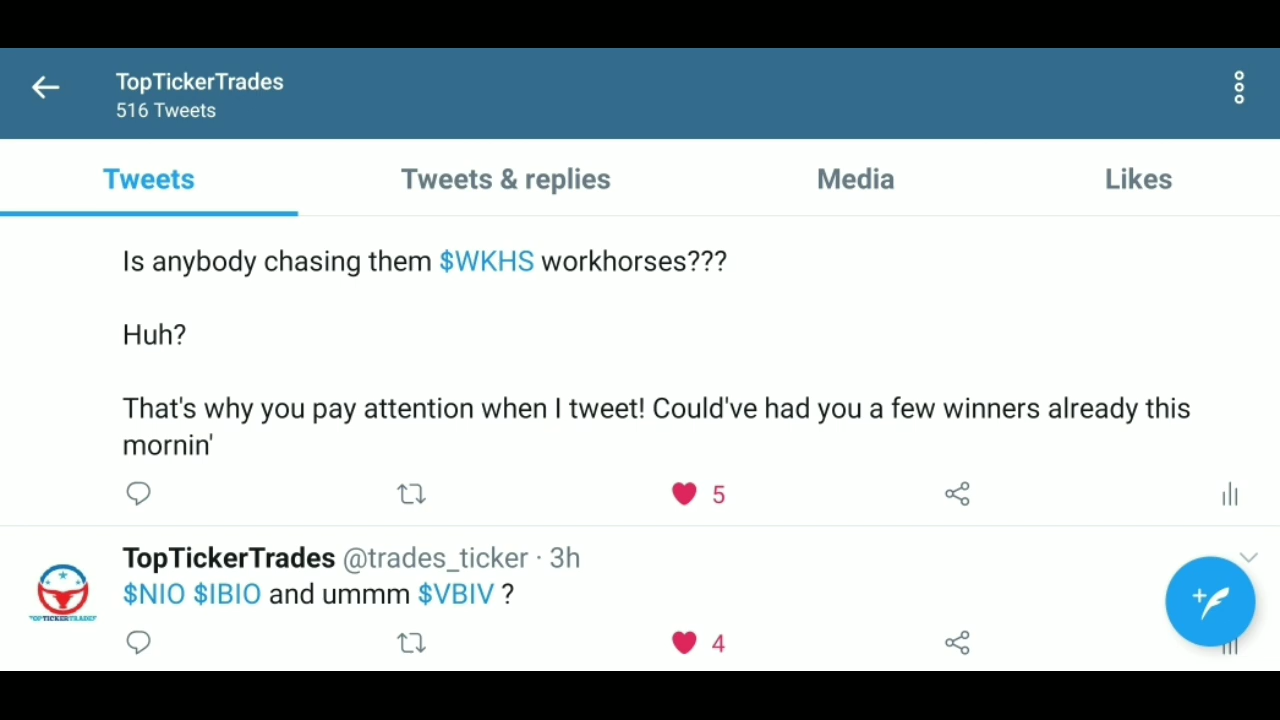 TopTickerTrades
516 Tweets
Tweets Tweets & replies Media Likes
Is anybody chasing them $WKHS workhorses???
Huh?
That's why you pay attention when I tweet! Could've had you a few winners already this
mornin'
5
TopTickerTrades @trades_ticker · 3h
$NIO $IBIO and ummm $VBIV ?
TOPTICKERTRADES
4